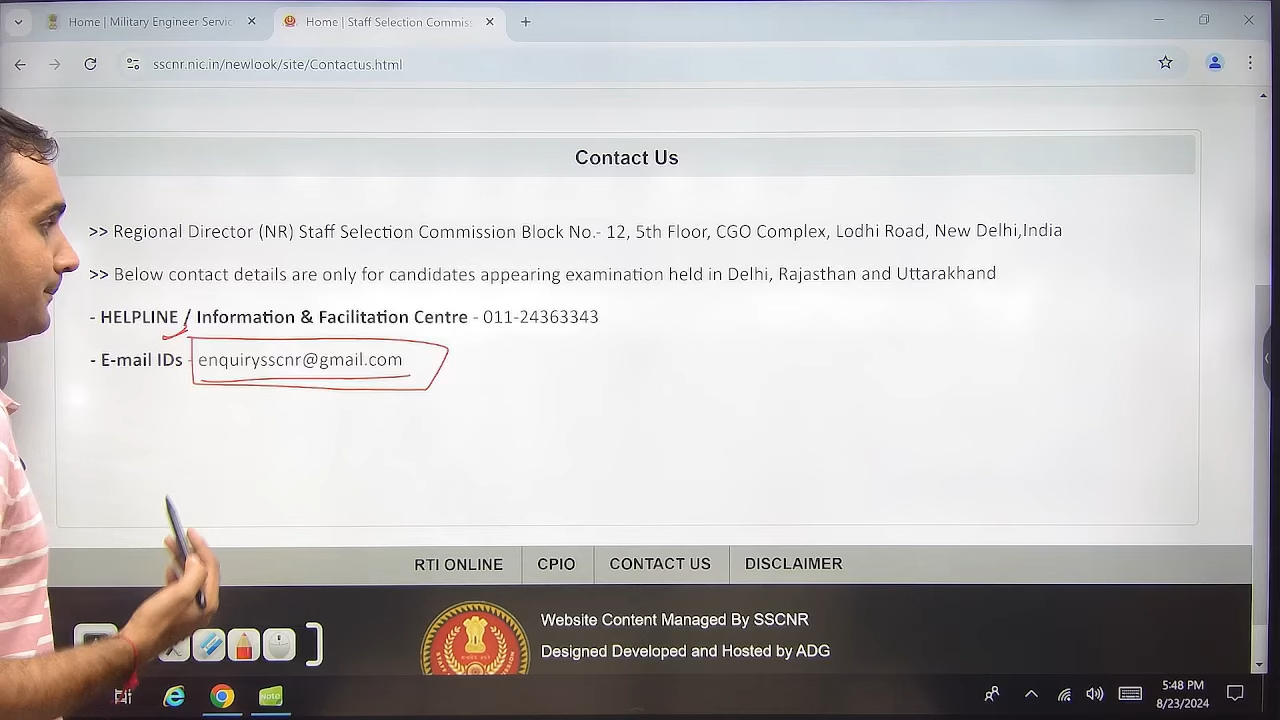 Home | Military Engineer Servic
Home | Staff Selection Commiss
sscnr.nic.in/newlook/site/Contactus.html
Contact Us
>> Regional Director (NR) Staff Selection Commission Block No.- 12, 5th Floor, CGO Complex, Lodhi Road, New Delhi,India
>> Below contact details are only for candidates appearing examination held in Delhi, Rajasthan and Uttarakhand
- HELPLINE / Information & Facilitation Centre - 011-24363343
- E-mail IDs - enquirysscnr@gmail.com
RTI ONLINE CPIO CONTACT US DISCLAIMER
Website Content Managed By SSCNR
Designed Developed and Hosted by ADG
Note
5:48 PM
8/23/2024